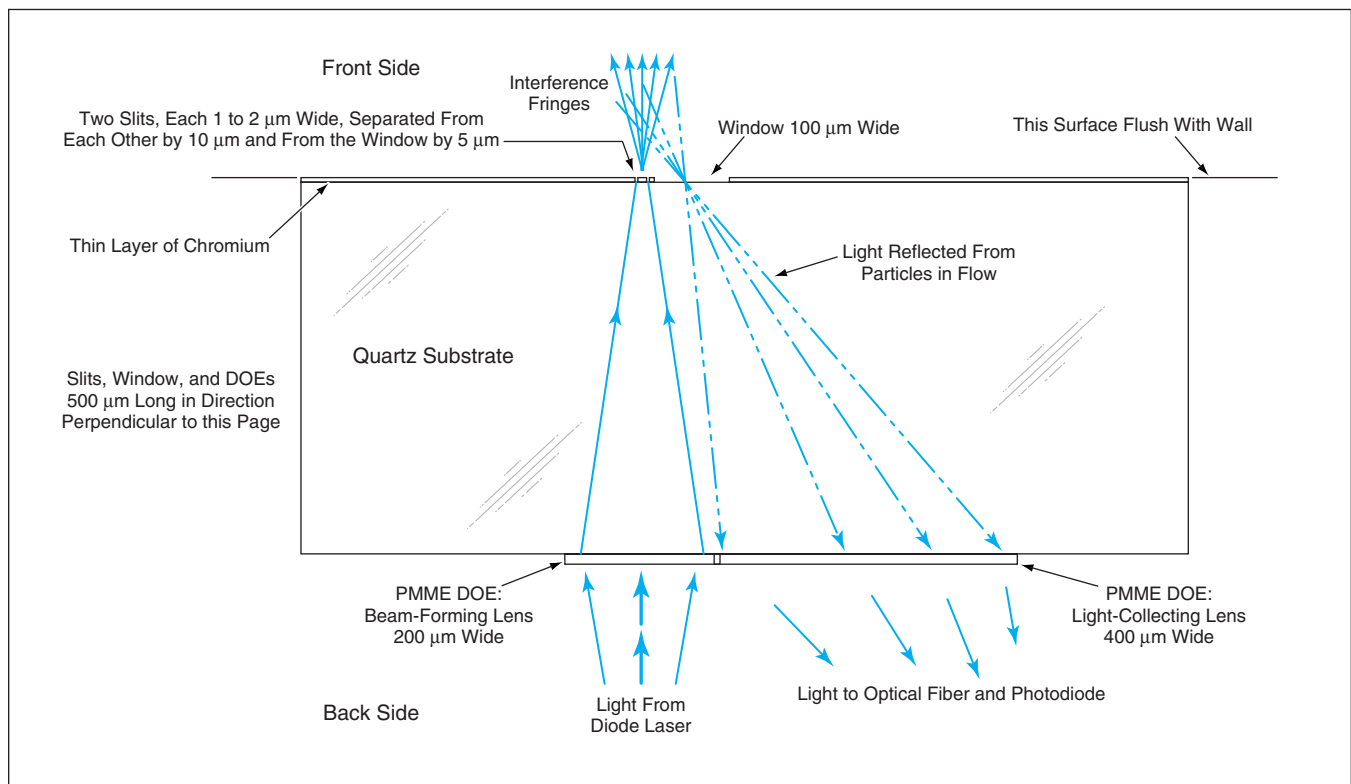 Front Side
Interference
Fringes
Two Slits, Each 1 to 2 μm Wide, Separated From
Each Other by 10 μm and From the Window by 5 μm
Window 100 μm Wide
This Surface Flush With Wall
Thin Layer of Chromium
Light Reflected From
Particles in Flow
Quartz Substrate
Slits, Window, and DOEs
500 μm Long in Direction
Perpendicular to this Page
PMME DOE:
Beam-Forming Lens
200 μm Wide
PMME DOE:
Light-Collecting Lens
400 μm Wide
Light From
Diode Laser
Light to Optical Fiber and Photodiode
Back Side